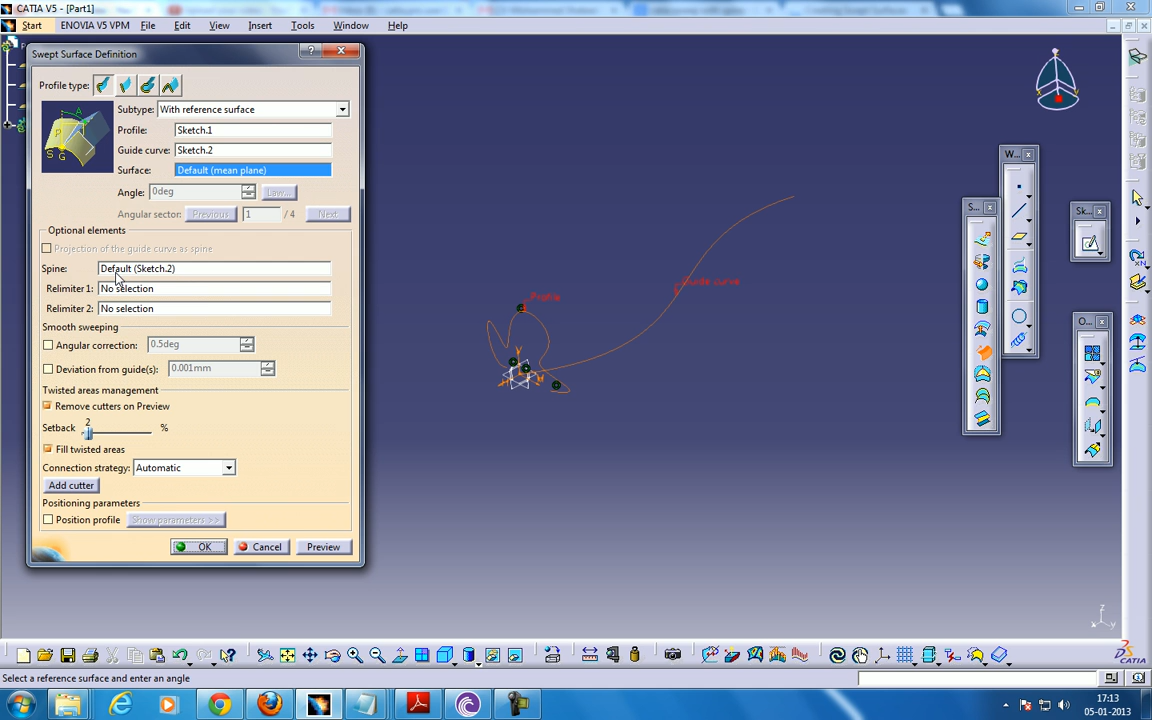 CATIA V5 - [Part1]
Start ENOVIA V5 VPM File Edit View Insert Tools Window Help
Swept Surface Definition
Profile type:
Subtype: With reference surface
Profile: Sketch.1
Guide curve: Sketch.2
Surface: Default (mean plane)
Angle: 0deg Law...
Angular sector: Previous 1 / 4 Next
Optional elements
Projection of the guide curve as spine
Spine: Default (Sketch.2)
Relimiter 1: No selection
Relimiter 2: No selection
Smooth sweeping
Angular correction: 0.5deg
Deviation from guide(s): 0.001mm
Twisted areas management
Remove cutters on Preview
Setback 2 %
Fill twisted areas
Connection strategy: Automatic
Add cutter
Positioning parameters
Position profile Show parameters >>
OK Cancel Preview
Profile
Guide curve
W...
S...
Sk...
O...
CATIA
Select a reference surface and enter an angle
17:13
05-01-2013